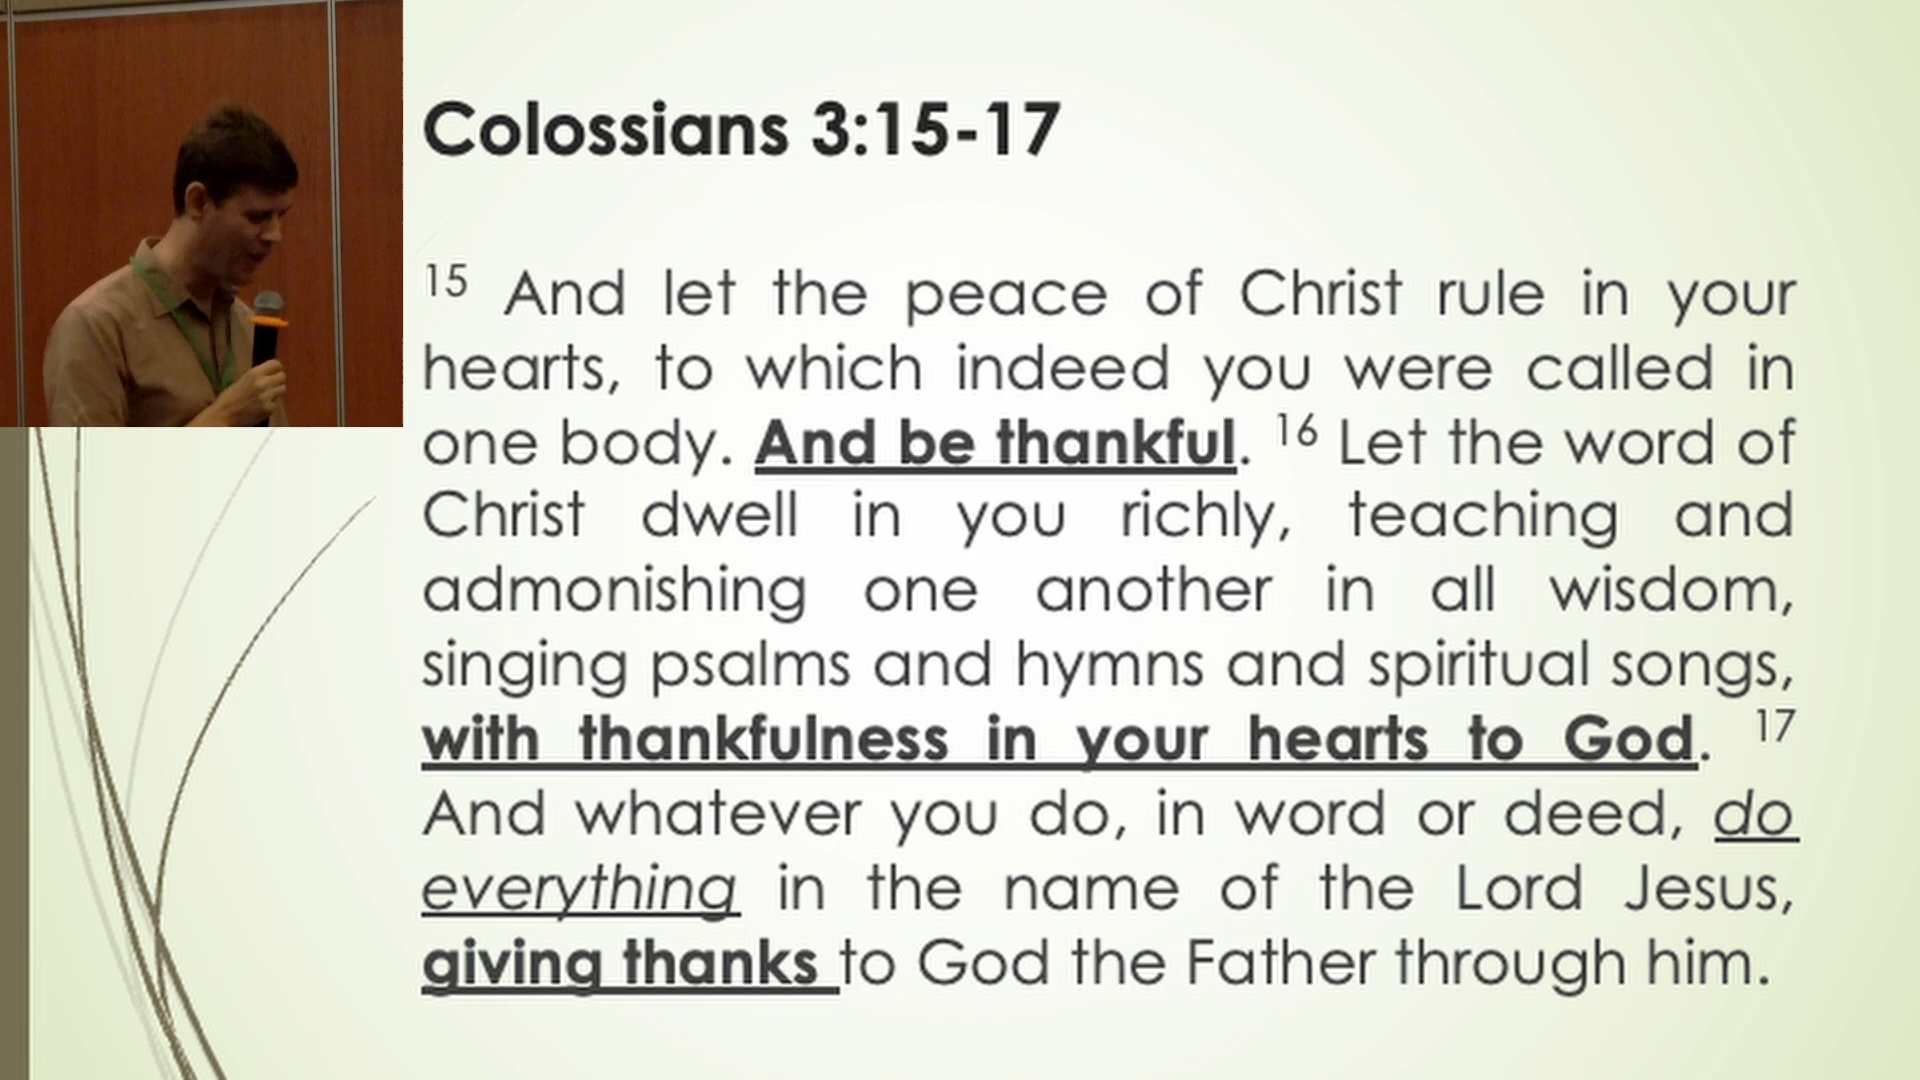 Colossians 3:15-17
15 And let the peace of Christ rule in your
hearts, to which indeed you were called in
one body. And be thankful. 16 Let the word of
Christ dwell in you richly, teaching and
admonishing one another in all wisdom,
singing psalms and hymns and spiritual songs,
with thankfulness in your hearts to God. 17
And whatever you do, in word or deed, do
everything in the name of the Lord Jesus,
giving thanks to God the Father through him.